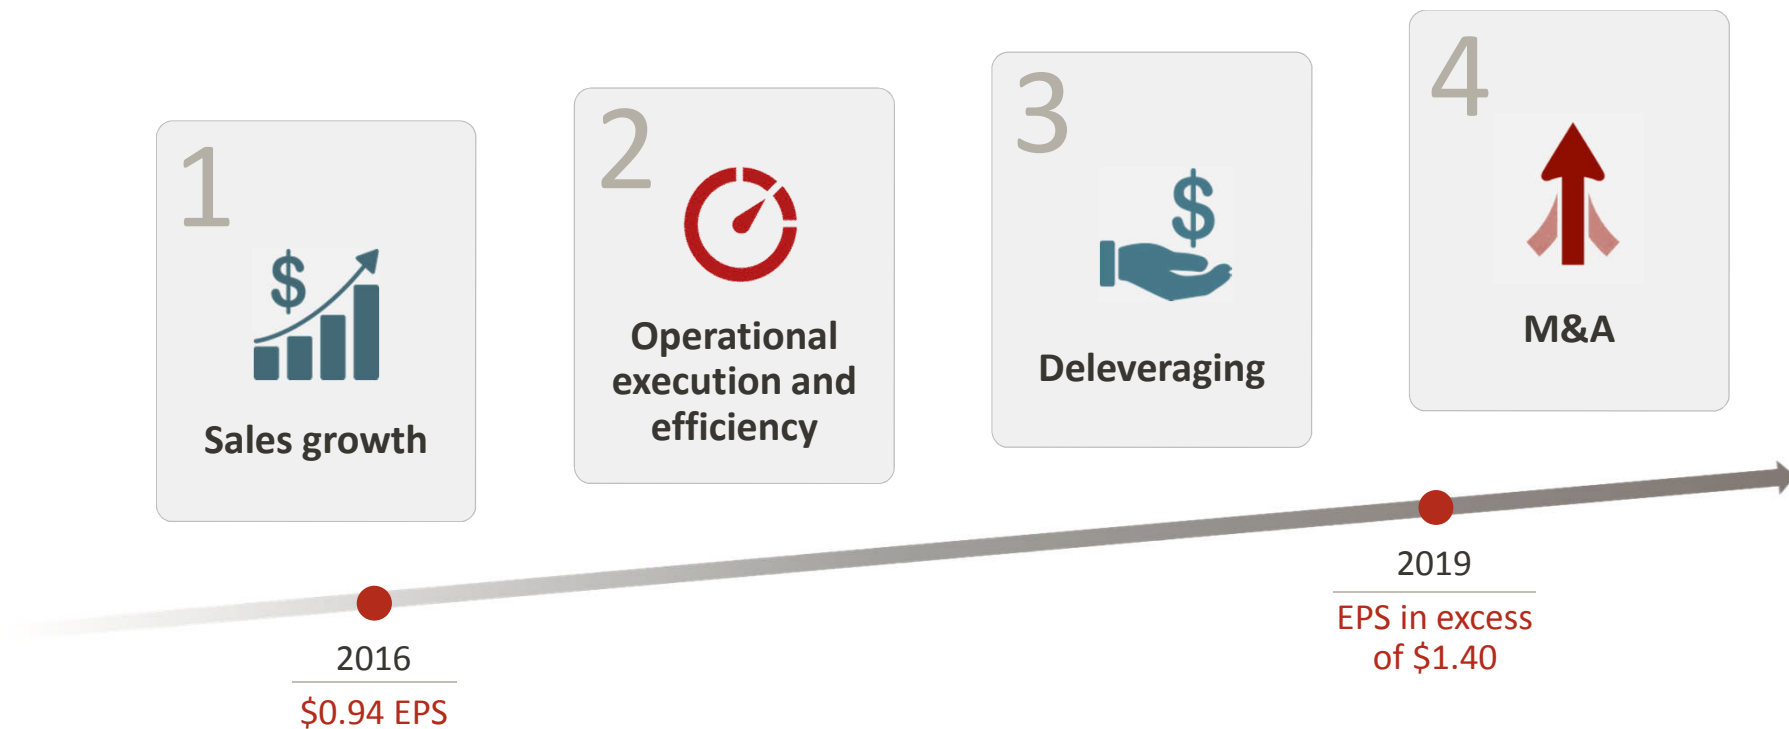 1
$
Sales growth
2
Operational
execution and
efficiency
3
$
Deleveraging
4
M&A
2016
$0.94 EPS
2019
EPS in excess
of $1.40